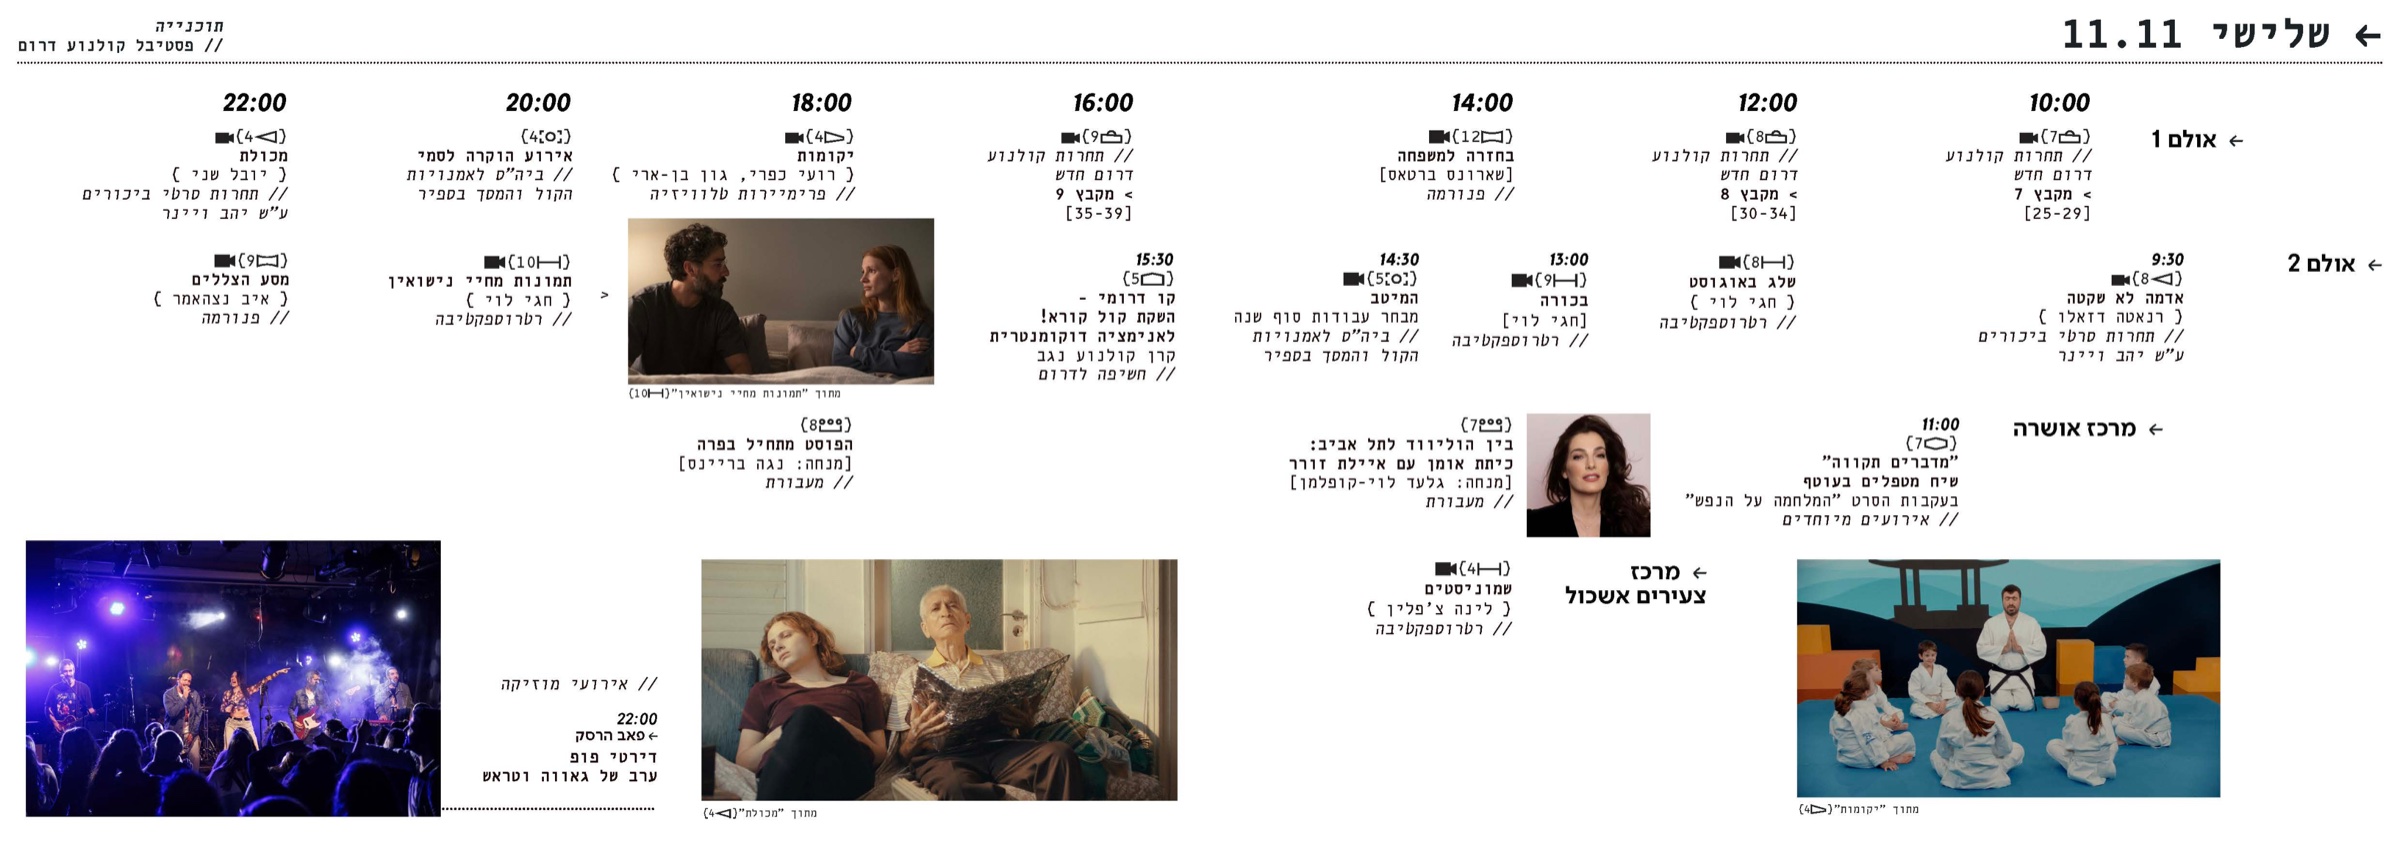 ← שלישי 11.11
תוכנייה
// פסטיבל קולנוע דרום
10:00
12:00
14:00
16:00
18:00
20:00
22:00
← אולם 1
{7}
// תחרות קולנוע
דרום חדש
> מקבץ 7
[25-29]
{8}
// תחרות קולנוע
דרום חדש
> מקבץ 8
[30-34]
{12}
בחזרה למשפחה
[שארונס ברטאס]
// פנורמה
{9}
// תחרות קולנוע
דרום חדש
> מקבץ 9
[35-39]
{4}
יקומות
{ רועי כפרי, גון בן-ארי }
// פרימיירות טלוויזיה
{4}
אירוע הוקרה לסמי
// ביה״ס לאמנויות
הקול והמסך בספיר
{4}
מכולת
{ יובל שני }
// תחרות סרטי ביכורים
ע״ש יהב ויינר
← אולם 2
9:30
{8}
אדמה לא שקטה
{ רנאטה דזאלו }
// תחרות סרטי ביכורים
ע״ש יהב ויינר
{8}
שלג באוגוסט
{ חגי לוי }
// רטרוספקטיבה
13:00
{9}
בכורה
[חגי לוי]
// רטרוספקטיבה
14:30
{5}
המיטב
מבחר עבודות סוף שנה
// ביה״ס לאמנויות
הקול והמסך בספיר
15:30
{5}
קו דרומי -
השקת קול קורא!
לאנימציה דוקומנטרית
קרן קולנוע נגב
// חשיפה לדרום
מתוך "תמונות מחיי נישואין"{10}
>
{10}
תמונות מחיי נישואין
{ חגי לוי }
// רטרוספקטיבה
{9}
מסע הצללים
{ איב נצהאמר }
// פנורמה
← מרכז אושרה
11:00
{7}
״מדברים תקווה״
שיח מטפלים בעוטף
בעקבות הסרט ״המלחמה על הנפש״
// אירועים מיוחדים
{7}
בין הוליווד לתל אביב:
כיתת אומן עם איילת זורר
[מנחה: גלעד לוי-קופלמן]
// מעבורת
{8}
הפוסט מתחיל בפרה
[מנחה: נגה בריינס]
// מעבורת
← מרכז
צעירים אשכול
{4}
שמוניסטים
{ לינה צ׳פלין }
// רטרוספקטיבה
מתוך "יקומות"{4}
מתוך "מכולת"{4}
// אירועי מוזיקה
22:00
← פאב הרסק
דירטי פופ
ערב של גאווה וטראש